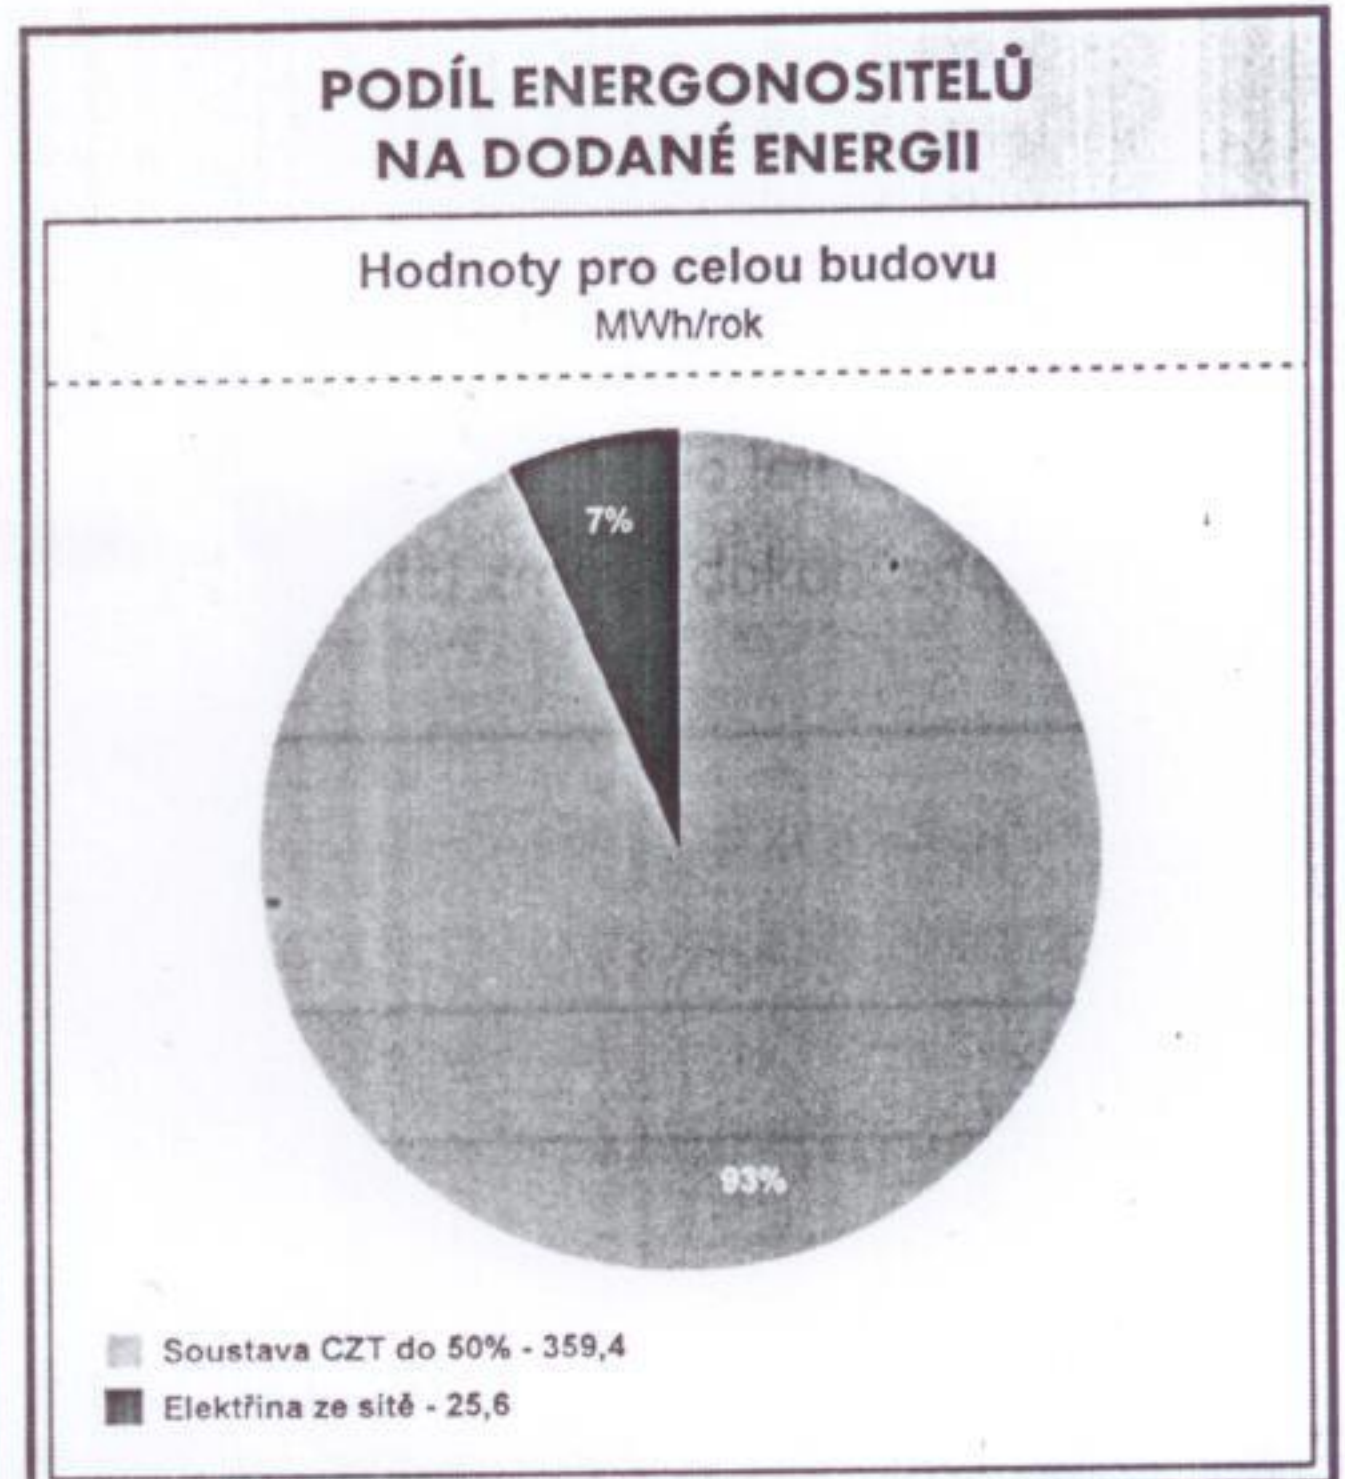 PODÍL ENERGONOSITELŮ
NA DODANÉ ENERGII
Hodnoty pro celou budovu
MWh/rok
7%
93%
Soustava CZT do 50% - 359,4
Elektřina ze sítě - 25,6